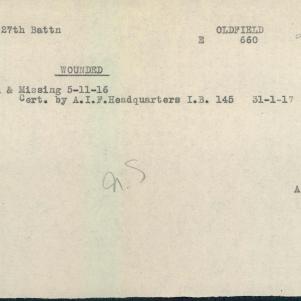 27th Battn OLDFIELD
E 660
WOUNDED
& Missing 5-11-16
Cert. by A.I.F.Headquarters I.B. 145 31-1-17
A